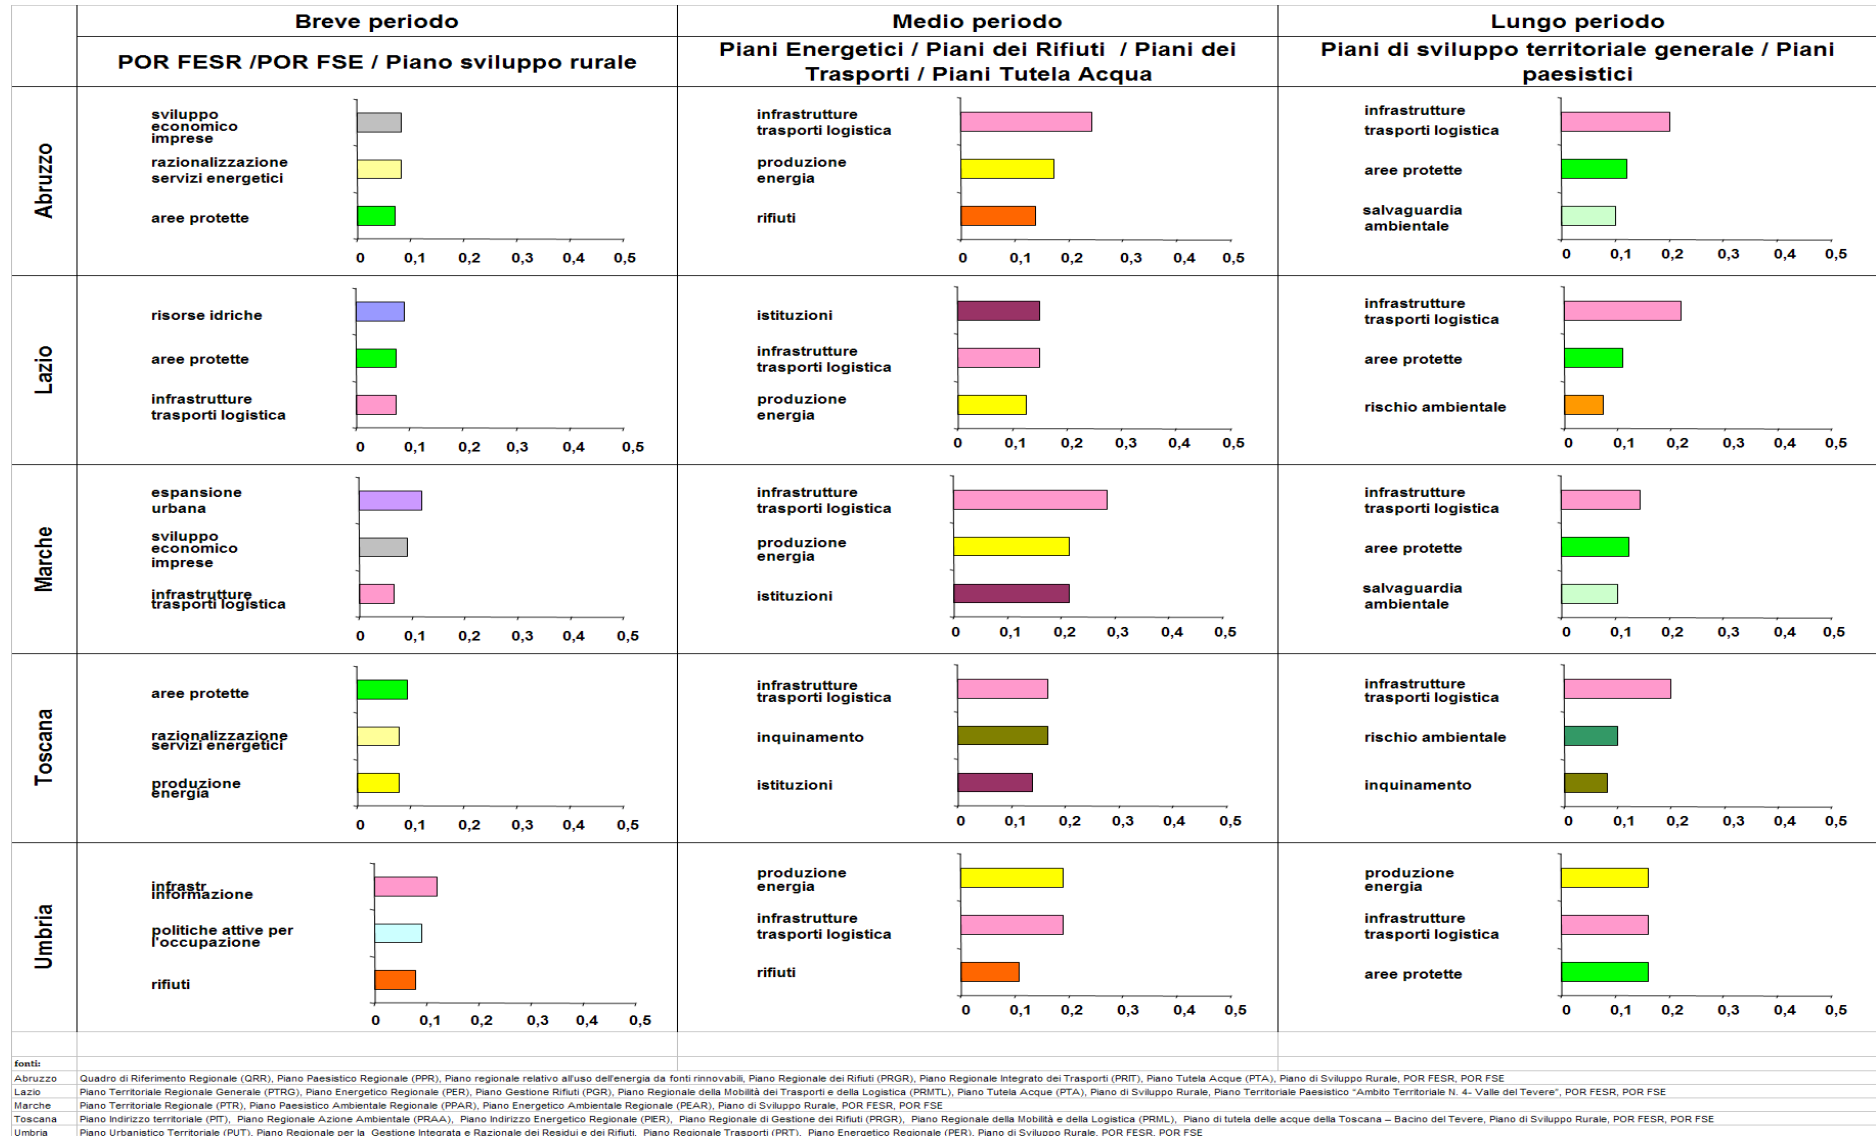 Breve periodo
Medio periodo
Lungo periodo
POR FESR /POR FSE / Piano sviluppo rurale
Piani Energetici / Piani dei Rifiuti / Piani dei
Trasporti / Piani Tutela Acqua
Piani di sviluppo territoriale generale / Piani
paesistici
Abruzzo
sviluppo
economico
imprese
razionalizzazione
servizi energetici
aree protette
0 0,1 0,2 0,3 0,4 0,5
infrastrutture
trasporti logistica
produzione
energia
rifiuti
0 0,1 0,2 0,3 0,4 0,5
infrastrutture
trasporti logistica
aree protette
salvaguardia
ambientale
0 0,1 0,2 0,3 0,4 0,5
Lazio
risorse idriche
aree protette
infrastrutture
trasporti logistica
0 0,1 0,2 0,3 0,4 0,5
istituzioni
infrastrutture
trasporti logistica
produzione
energia
0 0,1 0,2 0,3 0,4 0,5
infrastrutture
trasporti logistica
aree protette
rischio ambientale
0 0,1 0,2 0,3 0,4 0,5
Marche
espansione
urbana
sviluppo
economico
imprese
infrastrutture
trasporti logistica
0 0,1 0,2 0,3 0,4 0,5
infrastrutture
trasporti logistica
produzione
energia
istituzioni
0 0,1 0,2 0,3 0,4 0,5
infrastrutture
trasporti logistica
aree protette
salvaguardia
ambientale
0 0,1 0,2 0,3 0,4 0,5
Toscana
aree protette
razionalizzazione
servizi energetici
produzione
energia
0 0,1 0,2 0,3 0,4 0,5
infrastrutture
trasporti logistica
inquinamento
istituzioni
0 0,1 0,2 0,3 0,4 0,5
infrastrutture
trasporti logistica
rischio ambientale
inquinamento
0 0,1 0,2 0,3 0,4 0,5
Umbria
infrastr
informazione
politiche attive per
l'occupazione
rifiuti
0 0,1 0,2 0,3 0,4 0,5
produzione
energia
infrastrutture
trasporti logistica
rifiuti
0 0,1 0,2 0,3 0,4 0,5
produzione
energia
infrastrutture
trasporti logistica
aree protette
0 0,1 0,2 0,3 0,4 0,5
fonti:
Abruzzo Quadro di Riferimento Regionale (QRR), Piano Paesistico Regionale (PPR), Piano regionale relativo all'uso dell'energia da fonti rinnovabili, Piano Regionale dei Rifiuti (PRGR), Piano Regionale Integrato dei Trasporti (PRIT), Piano Tutela Acque (PTA), Piano di Sviluppo Rurale, POR FESR, POR FSE
Lazio Piano Territoriale Regionale Generale (PTRG), Piano Energetico Regionale (PER), Piano Gestione Rifiuti (PGR), Piano Regionale della Mobilità dei Trasporti e della Logistica (PRMTL), Piano Tutela Acque (PTA), Piano di Sviluppo Rurale, Piano Territoriale Paesistico "Ambito Territoriale N. 4- Valle del Tevere", POR FESR, POR FSE
Marche Piano Territoriale Regionale (PTR), Piano Paesistico Ambientale Regionale (PPAR), Piano Energetico Ambientale Regionale (PEAR), Piano di Sviluppo Rurale, POR FESR, POR FSE
Toscana Piano Indirizzo territoriale (PIT), Piano Regionale Azione Ambientale (PRAA), Piano Indirizzo Energetico Regionale (PIER), Piano Regionale di Gestione dei Rifiuti (PRGR), Piano Regionale della Mobilità e della Logistica (PRML), Piano di tutela delle acque della Toscana – Bacino del Tevere, Piano di Sviluppo Rurale, POR FESR, POR FSE
Umbria Piano Urbanistico Territoriale (PUT), Piano Regionale per la Gestione Integrata e Razionale dei Residui e dei Rifiuti, Piano Regionale Trasporti (PRT), Piano Energetico Regionale (PER), Piano di Sviluppo Rurale, POR FESR, POR FSE